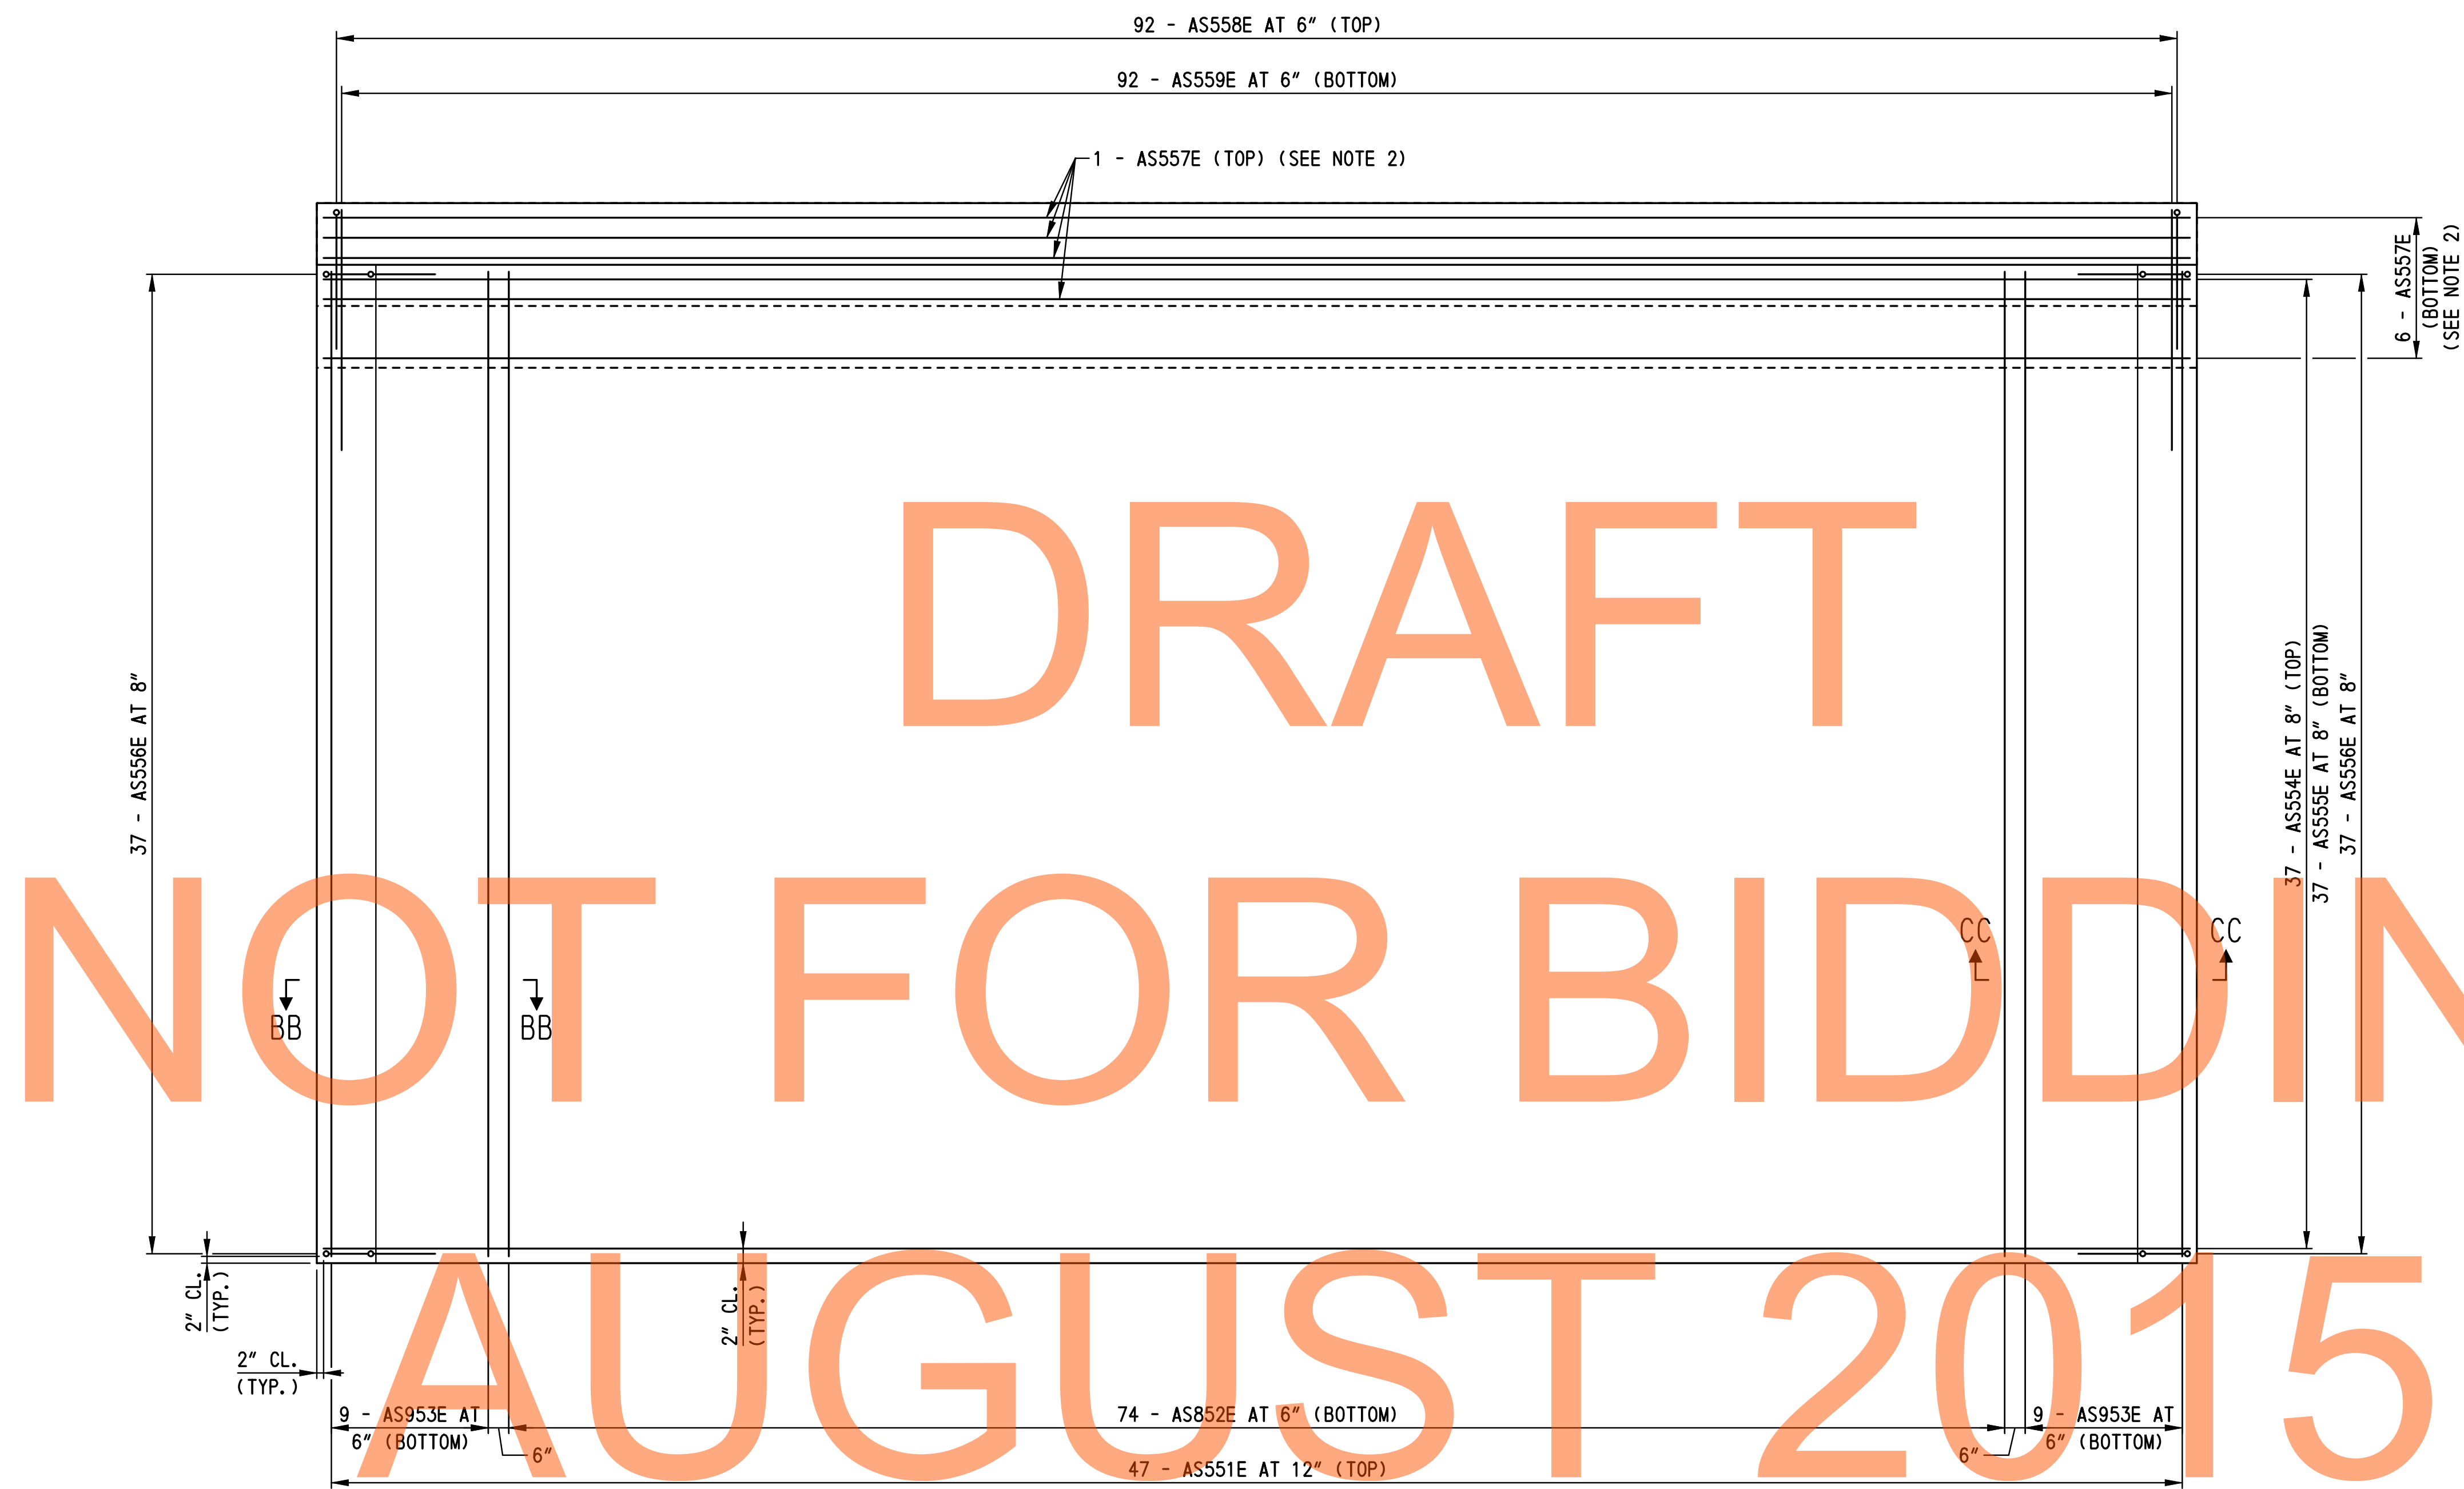 92 - AS558E AT 6" (TOP)
92 - AS559E AT 6" (BOTTOM)
1 - AS557E (TOP) (SEE NOTE 2)
6 - AS557E
(BOTTOM)
(SEE NOTE 2)
37 - AS556E AT 8"
37 - AS554E AT 8" (TOP)
37 - AS555E AT 8" (BOTTOM)
37 - AS556E AT 8"
DRAFT
NOT FOR BIDDIN
AUGUST 2015
CC
CC
BB
BB
2" CL.
(TYP.)
2" CL.
(TYP.)
2" CL.
(TYP.)
9 - AS953E AT
6" (BOTTOM)
6"
74 - AS852E AT 6" (BOTTOM)
6"
9 - AS953E AT
6" (BOTTOM)
47 - AS551E AT 12" (TOP)